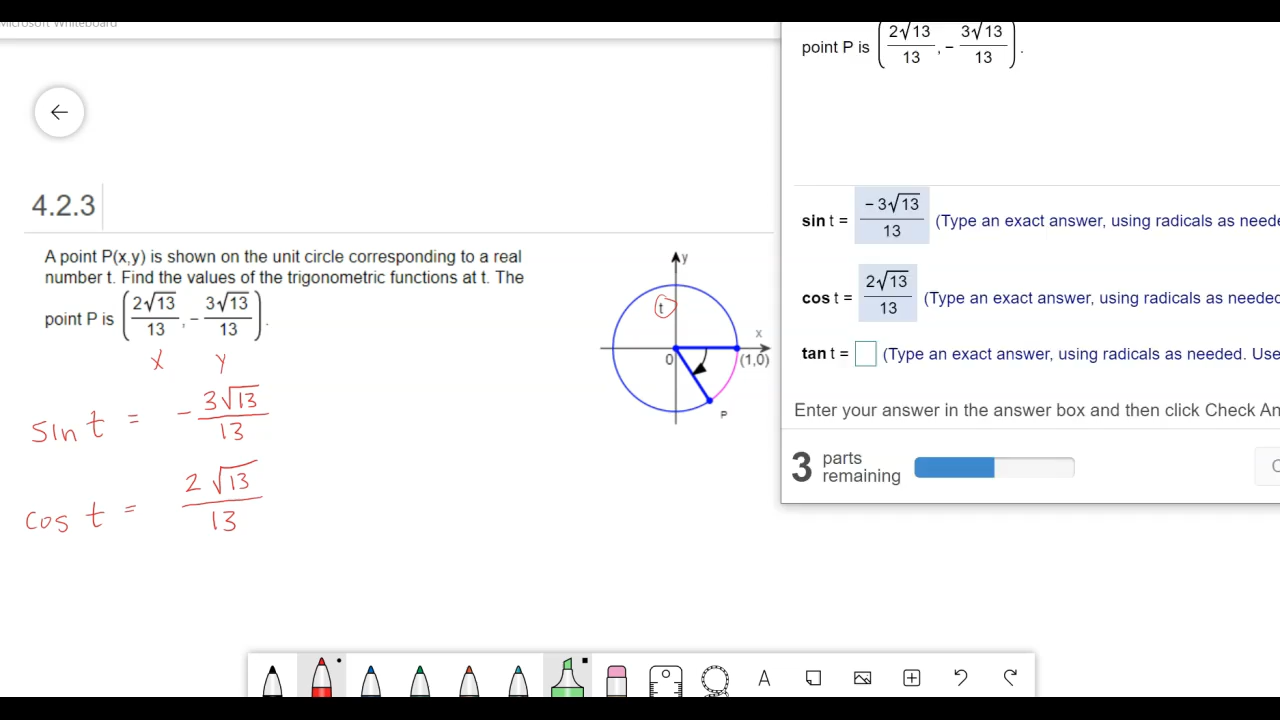 Microsoft Whiteboard
4.2.3
A point P(x,y) is shown on the unit circle corresponding to a real
number t. Find the values of the trigonometric functions at t. The
point P is (2√13/13, − 3√13/13).
x y
sin t = − 3√13/13
cos t = 2√13/13
y
t
x
0
(1,0)
P
point P is (2√13/13, − 3√13/13).
sin t = − 3√13/13 (Type an exact answer, using radicals as neede
cos t = 2√13/13 (Type an exact answer, using radicals as needed
tan t = (Type an exact answer, using radicals as needed. Use
Enter your answer in the answer box and then click Check An
3 parts
remaining
A